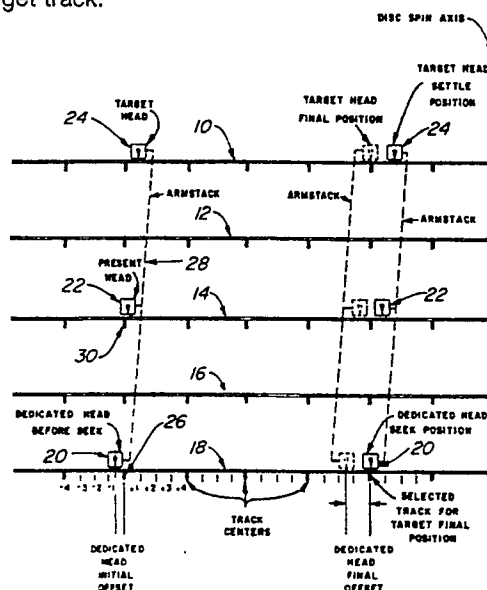 get track.
DISC SPIN AXIS
TARGET HEAD
SETTLE
POSITION
24
TARGET
HEAD
10
TARGET HEAD
FINAL POSITION
24
ARMSTACK
ARMSTACK
ARMSTACK
12
28
PRESENT
HEAD
22
14
22
30
16
DEDICATED HEAD
BEFORE SEEK
26
DEDICATED HEAD
SEEK POSITION
20
18
20
-4 -3 -2 -1 +1 +2 +3 +4
TRACK
CENTERS
SELECTED
TRACK FOR
TARGET FINAL
POSITION
DEDICATED
HEAD
INITIAL
OFFSET
DEDICATED
HEAD
FINAL
OFFSET